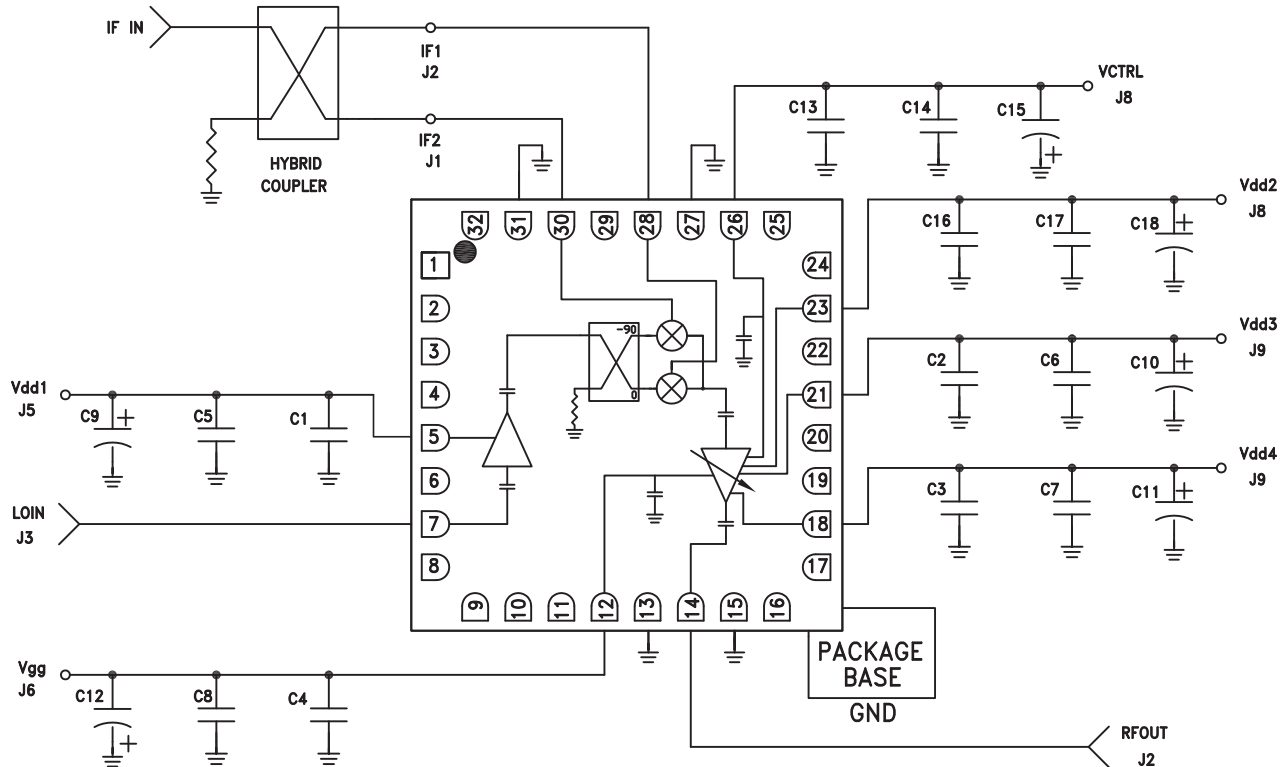 IF IN
IF1
J2
IF2
J1
HYBRID
COUPLER
VCTRL
J8
C13
C14
C15
+
Vdd2
J8
C16
C17
C18
+
Vdd3
J9
C2
C6
C10
+
Vdd4
J9
C3
C7
C11
+
Vdd1
J5
C9
+
C5
C1
LOIN
J3
Vgg
J6
C12
+
C8
C4
32
31
30
29
28
27
26
25
1
2
3
4
5
6
7
8
24
23
22
21
20
19
18
17
-90
0
9
10
11
12
13
14
15
16
PACKAGE
BASE
GND
RFOUT
J2